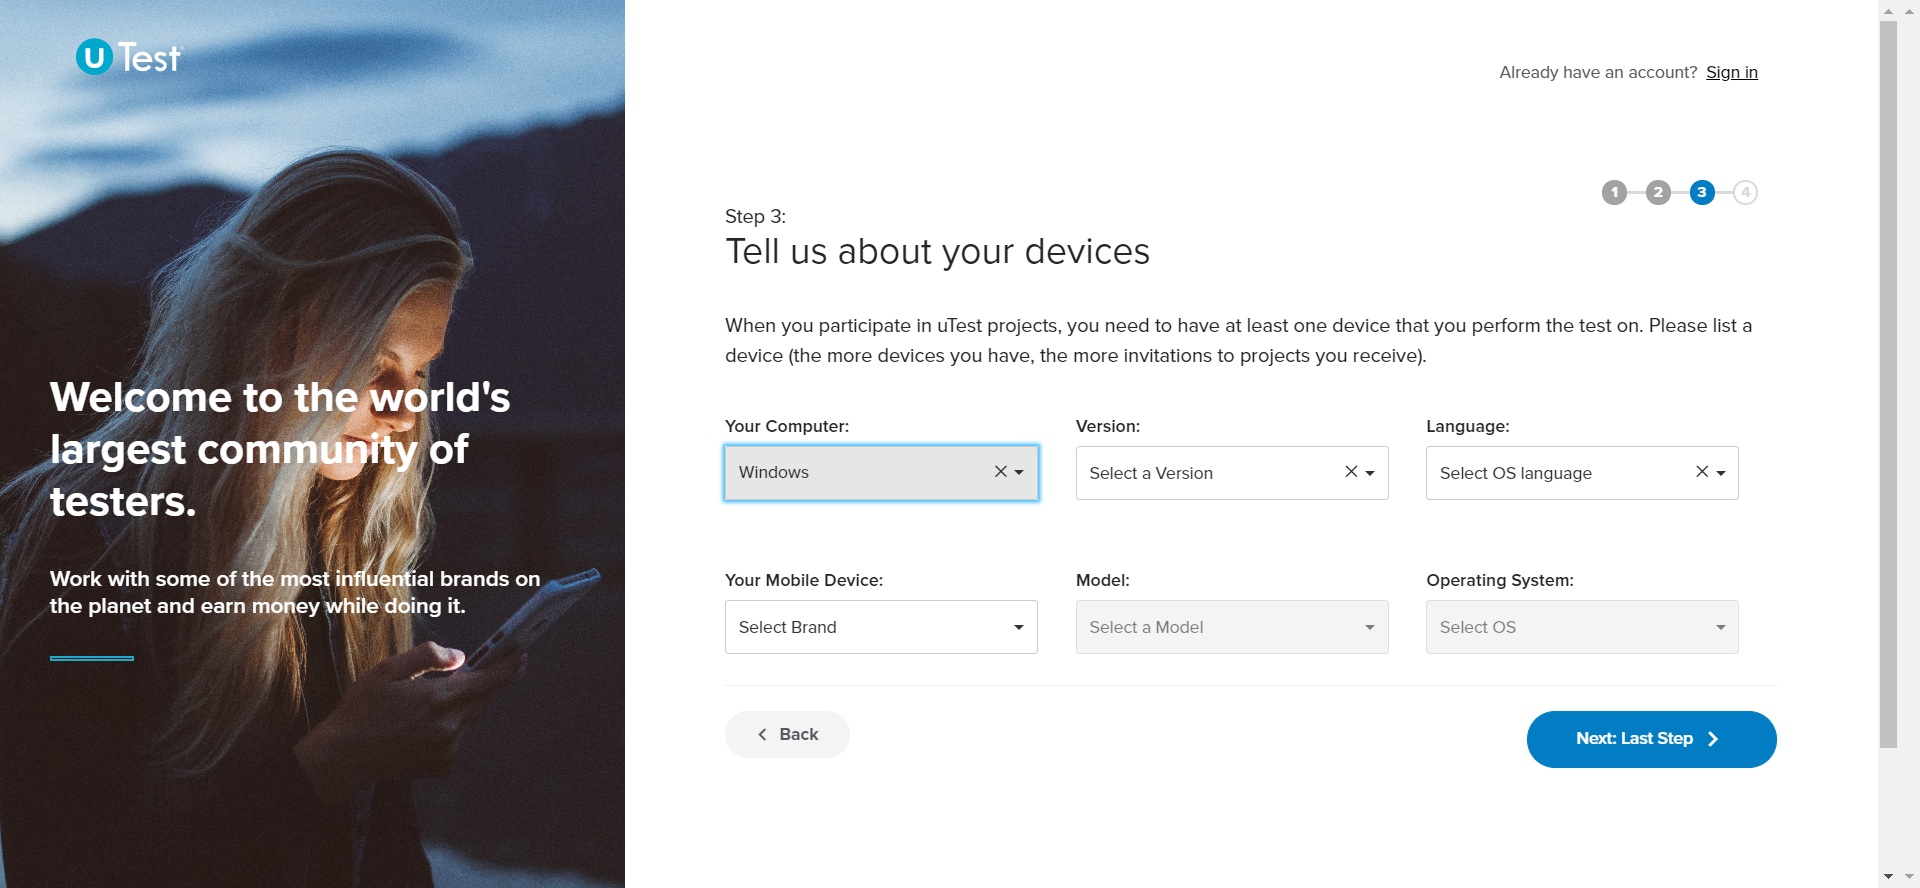 U Test
Already have an account? Sign in
1 2 3 4
Step 3:
Tell us about your devices
When you participate in uTest projects, you need to have at least one device that you perform the test on. Please list a
device (the more devices you have, the more invitations to projects you receive).
Welcome to the world's
largest community of
testers.
Work with some of the most influential brands on
the planet and earn money while doing it.
Your Computer: Version: Language:
Windows Select a Version Select OS language
Your Mobile Device: Model: Operating System:
Select Brand Select a Model Select OS
Back Next: Last Step